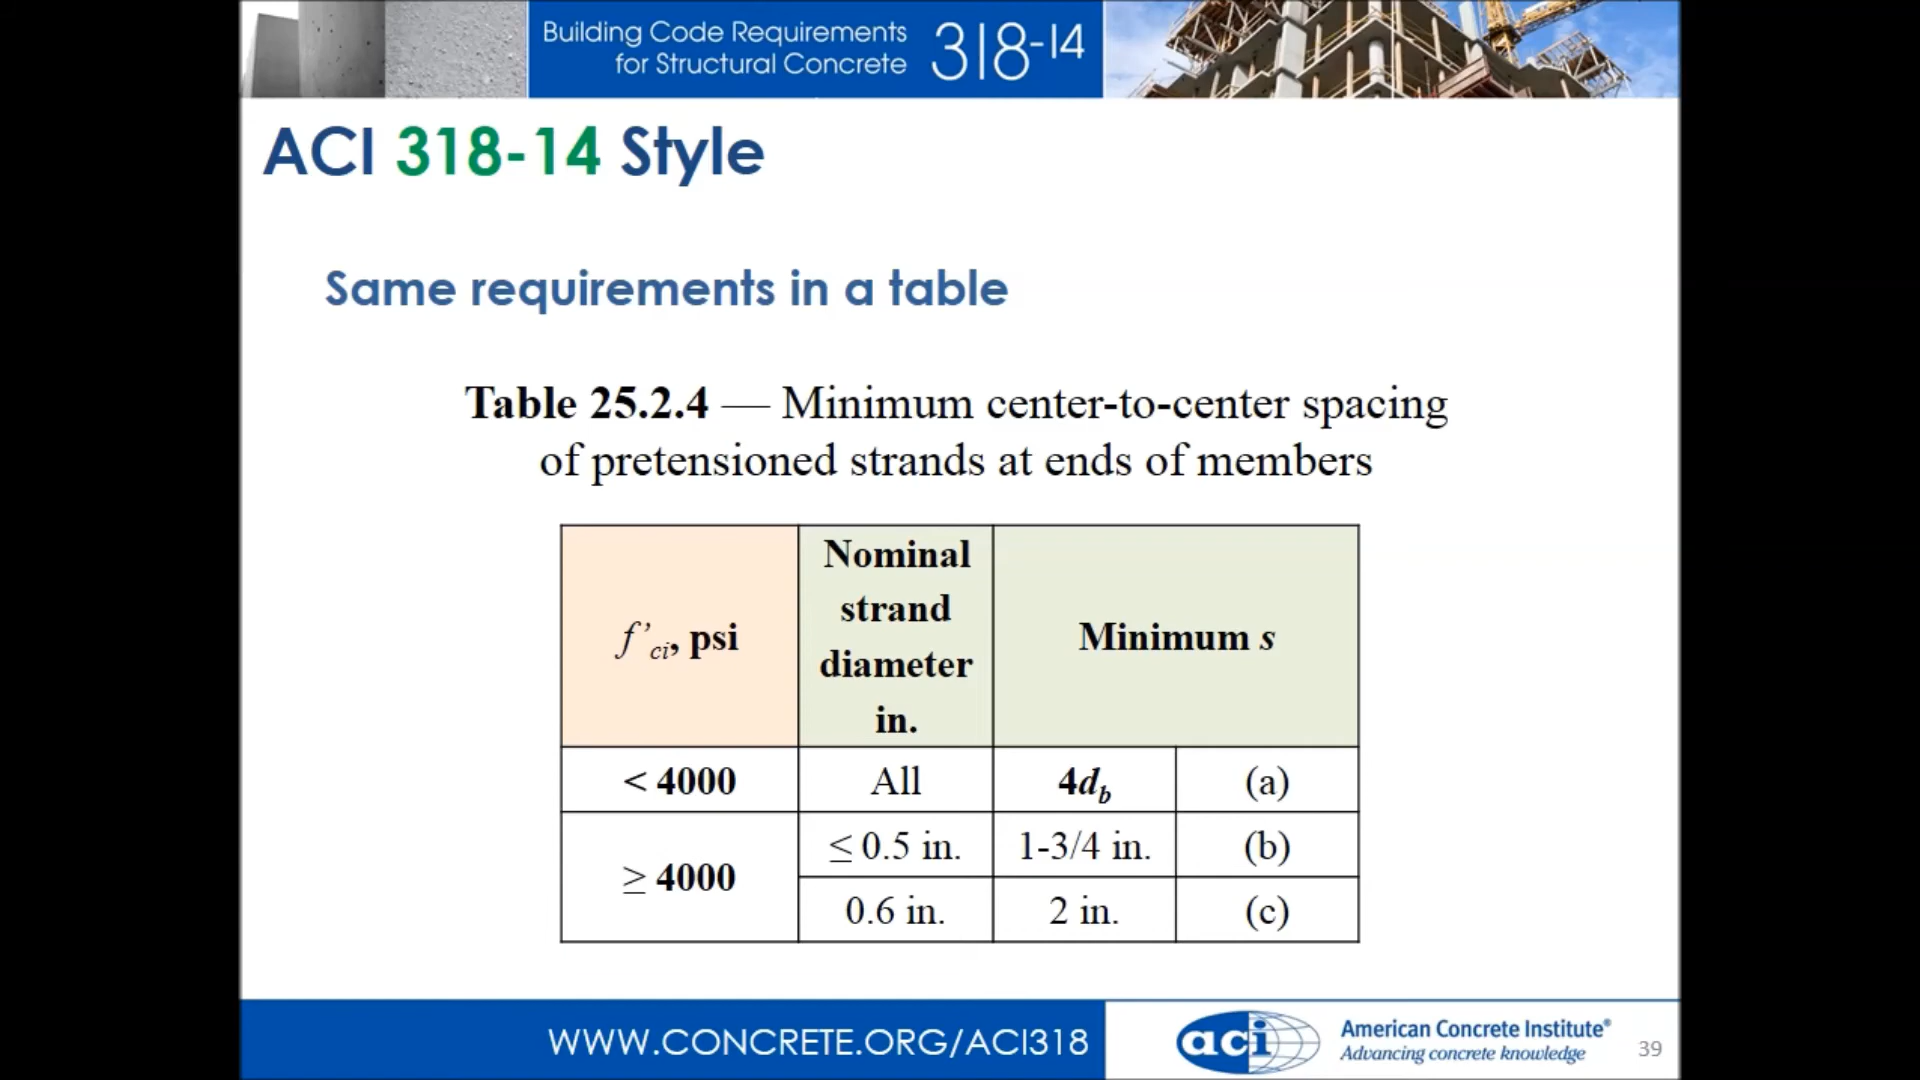 Building Code Requirements
for Structural Concrete
318-14
ACI 318-14 Style
Same requirements in a table
Table 25.2.4 — Minimum center-to-center spacing
of pretensioned strands at ends of members
f’ci, psi
Nominal
strand
diameter
in.
Minimum s
< 4000
All
4db
(a)
≥ 4000
≤ 0.5 in.
1-3/4 in.
(b)
0.6 in.
2 in.
(c)
WWW.CONCRETE.ORG/ACI318
aci
American Concrete Institute®
Advancing concrete knowledge
39